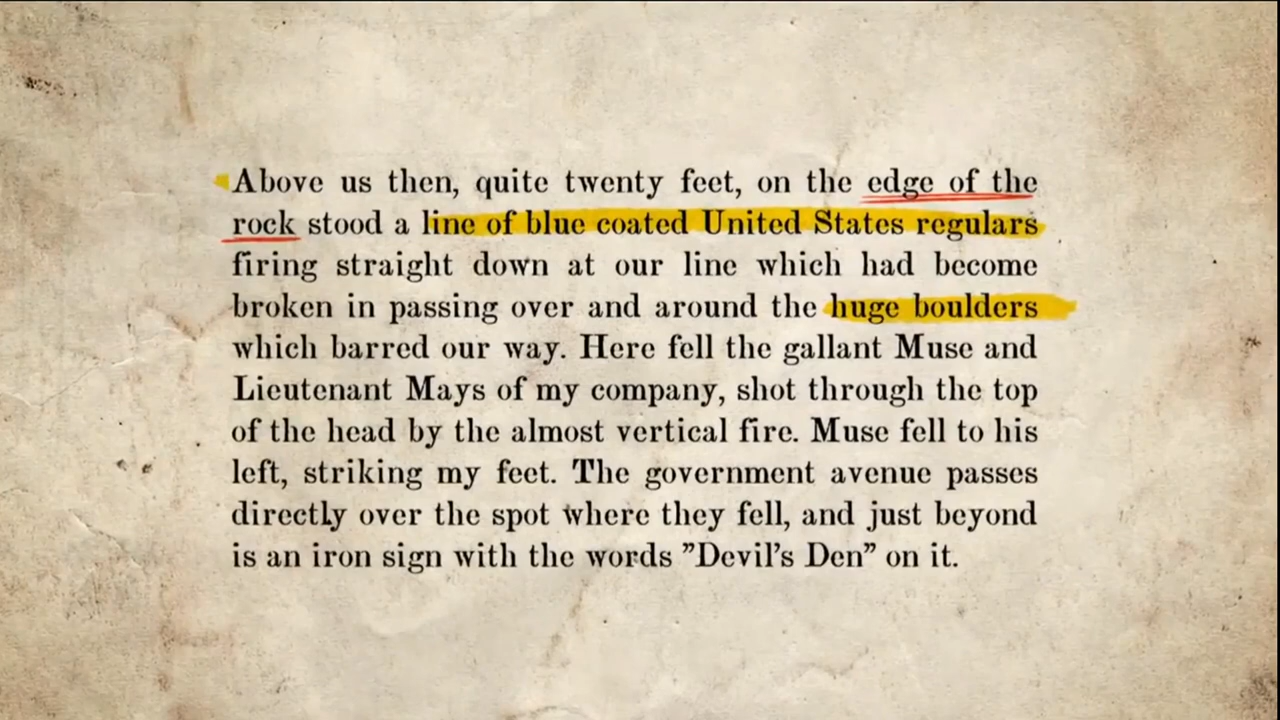 Above us then, quite twenty feet, on the edge of the
rock stood a line of blue coated United States regulars
firing straight down at our line which had become
broken in passing over and around the huge boulders
which barred our way. Here fell the gallant Muse and
Lieutenant Mays of my company, shot through the top
of the head by the almost vertical fire. Muse fell to his
left, striking my feet. The government avenue passes
directly over the spot where they fell, and just beyond
is an iron sign with the words ”Devil’s Den” on it.